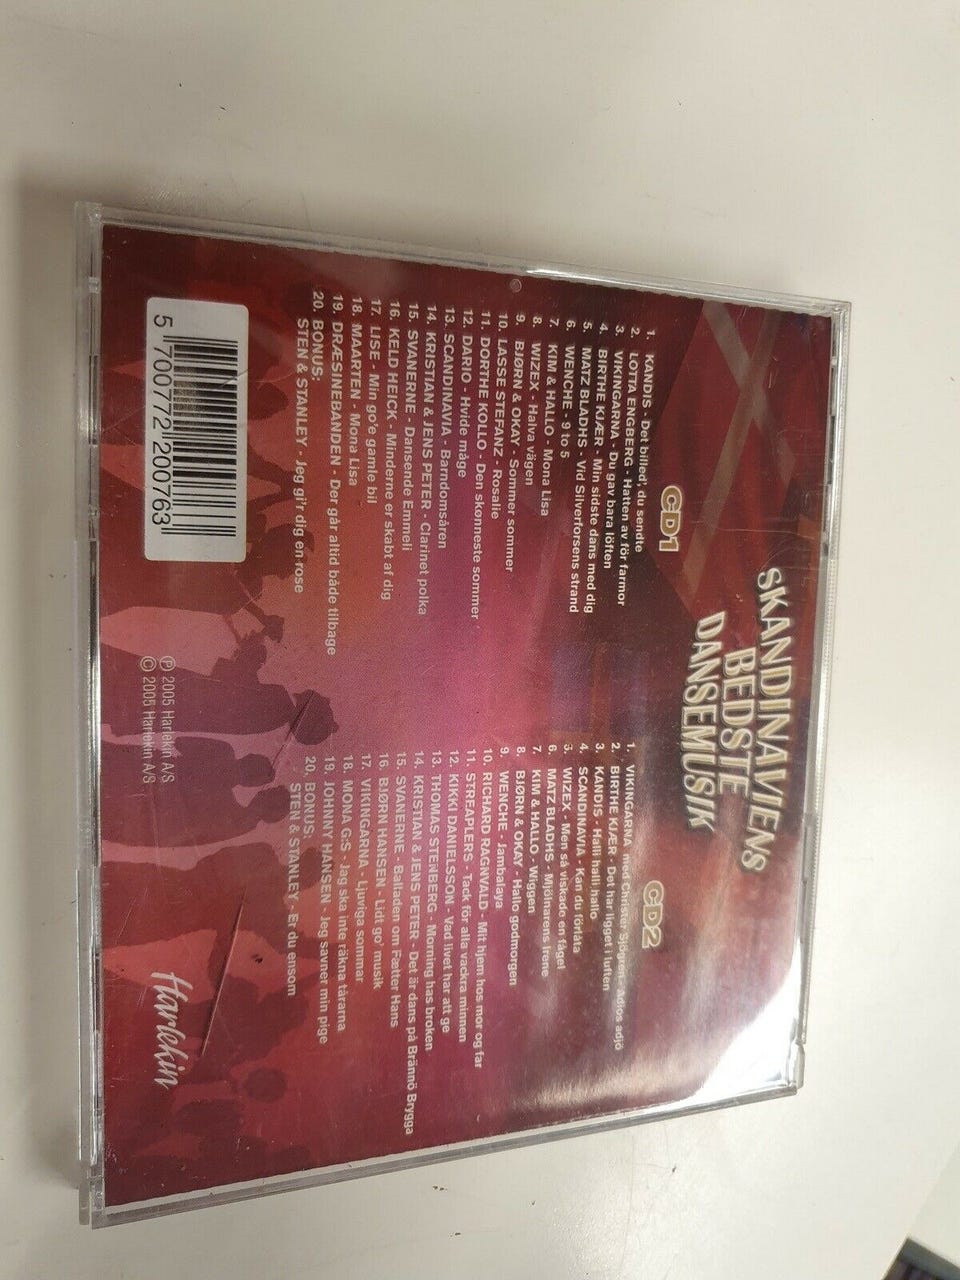 SKANDINAVIENS
BEDSTE
DANSEMUSIK
CD1
1. KANDIS - Det billed', du sendte
2. LOTTA ENGBERG - Hatten av för farmor
3. VIKINGARNA - Du gav bara löften
4. BIRTHE KJÆR - Min sidste dans med dig
5. MATZ BLADHS - Vid Silverforsens strand
6. WENCHE - 9 to 5
7. KIM & HALLO - Mona Lisa
8. WIZEX - Halva vägen
9. BJØRN & OKAY - Sommer sommer
10. LASSE STEFANZ - Rosalie
11. DORTHE KOLLO - Den skønneste sommer
12. DARIO - Hvide måge
13. SCANDINAVIA - Barndomsåren
14. KRISTIAN & JENS PETER - Clarinet polka
15. SVANERNE - Dansende Emmeli
16. KELD HEICK - Minderne er skabt af dig
17. LISE - Min go'e gamle bil
18. MAARTEN - Mona Lisa
19. DRÆSINEBANDEN - Der går altid både tilbage
20. BONUS:
STEN & STANLEY - Jeg gi'r dig en rose
CD2
1. VIKINGARNA med Christer Sjögren - Adios adjö
2. BIRTHE KJÆR - Det har ligget i luften
3. KANDIS - Halli halli hallo
4. SCANDINAVIA - Kan du förlåta
5. WIZEX - Men så viskade en fågel
6. MATZ BLADHS - Mjölnarens Irene
7. KIM & HALLO - Wiggen
8. BJØRN & OKAY - Hallo godmorgen
9. WENCHE - Jambalaya
10. RICHARD RAGNVALD - Mit hjem hos mor og far
11. STREAPLERS - Tack för alla vackra minnen
12. KIKKI DANIELSSON - Vad livet har att ge
13. THOMAS STENBERG - Morning has broken
14. KRISTIAN & JENS PETER - Det är dans på Brännö Brygga
15. SVANERNE - Balladen om Fætter Hans
16. BJØRN HANSEN - Lidt go' musik
17. VIKINGARNA - Ljuviga sommar
18. MONA G:S - Jag ska inte räkna tårarna
19. JOHNNY HANSEN - Jeg savner min pige
20. BONUS:
STEN & STANLEY - Er du ensom
5 700772 200763
℗ 2005 Harlekin A/S
© 2005 Harlekin A/S
Harlekin